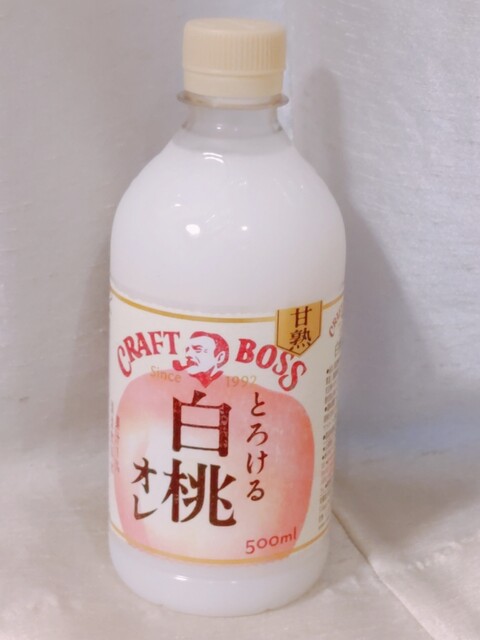 甘熟
CRAFT BOSS
Since 1992
とろける
白桃
オレ
500ml